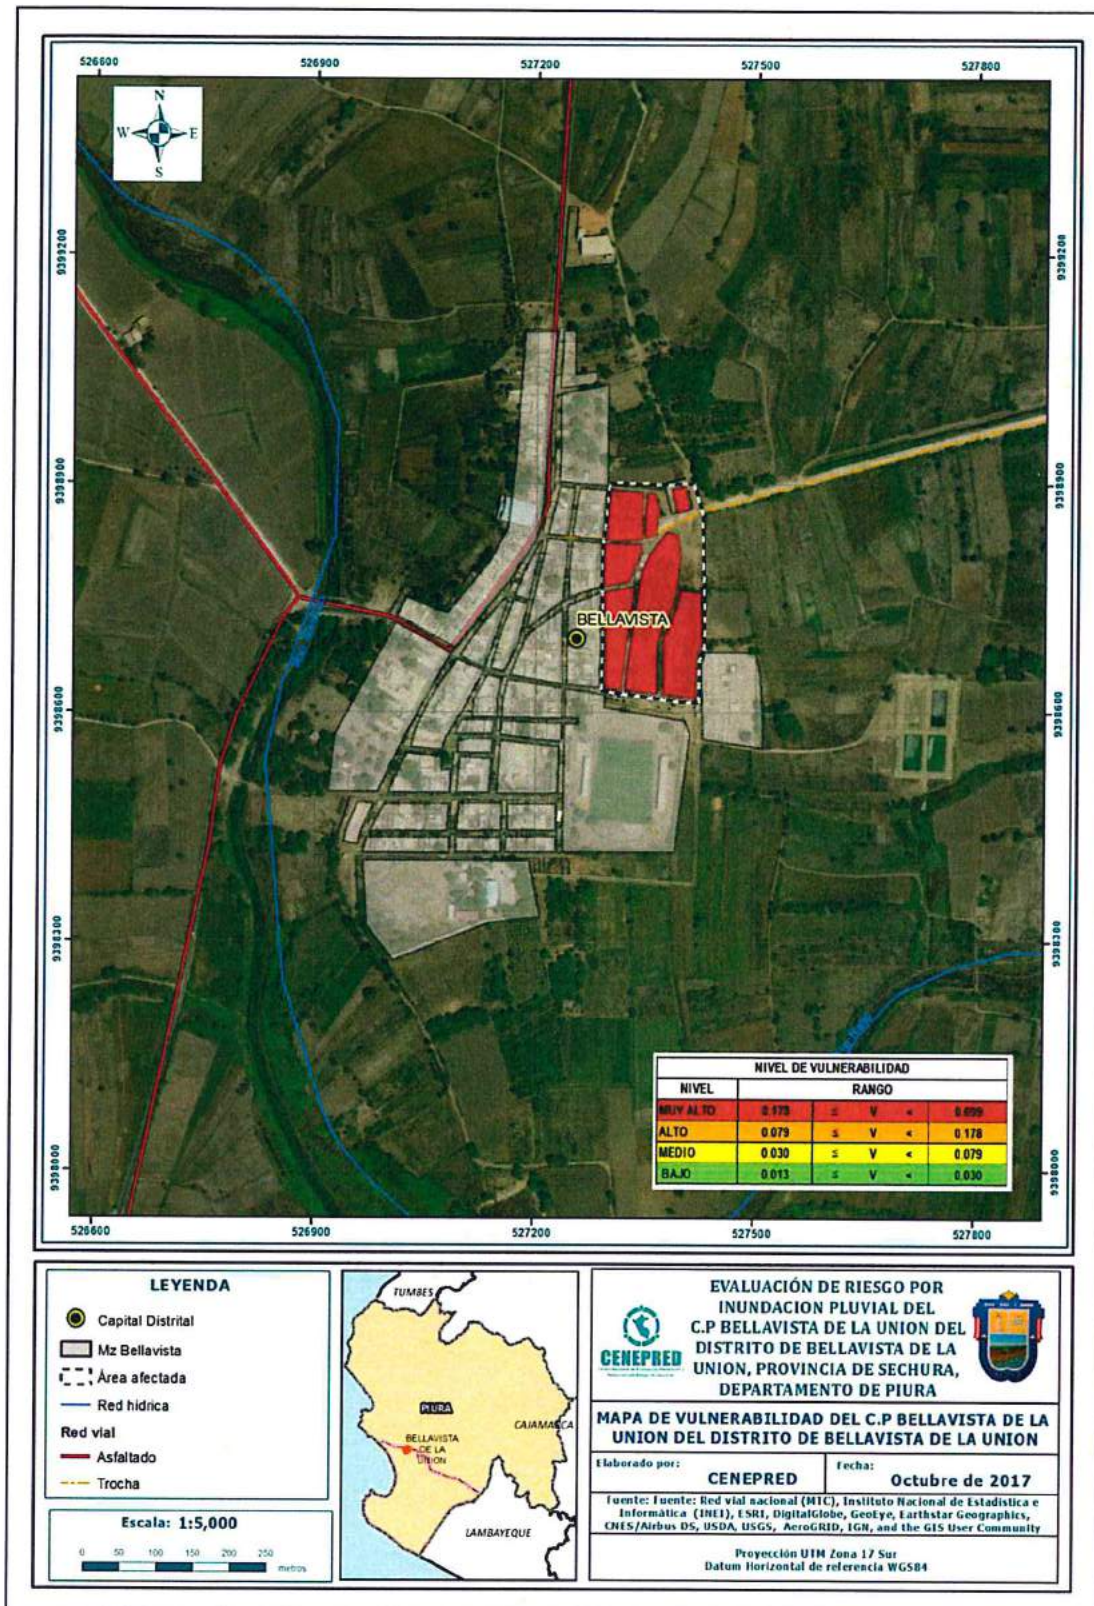 526600 526900 527200 527500 527800
N
W E
S
9399200 9399200
9398900 9398900
BELLAVISTA
9398600 9398600
9398300 9398300
9398000 9398000
NIVEL DE VULNERABILIDAD
NIVEL RANGO
MUY ALTO 0.178 ≤ V <
ALTO 0.079 ≤ V < 0.178
MEDIO 0.030 ≤ V < 0.079
BAJO 0.013 ≤ V < 0.030
526600 526900 527200 527500 527800
LEYENDA
Capital Distrital
Mz Bellavista
Área afectada
Red hídrica
Red vial
Asfaltado
Trocha
Escala: 1:5,000
0 50 100 150 200 250
metros
TUMBES
PIURA
CAJAMARCA
BELLAVISTA
DE LA
UNION
LAMBAYEQUE
CENEPRED
EVALUACIÓN DE RIESGO POR
INUNDACION PLUVIAL DEL
C.P BELLAVISTA DE LA UNION DEL
DISTRITO DE BELLAVISTA DE LA
UNION, PROVINCIA DE SECHURA,
DEPARTAMENTO DE PIURA
MAPA DE VULNERABILIDAD DEL C.P BELLAVISTA DE LA
UNION DEL DISTRITO DE BELLAVISTA DE LA UNION
Elaborado por:
CENEPRED
Fecha:
Octubre de 2017
Fuente: Fuente: Red vial nacional (MTC), Instituto Nacional de Estadistica e
Informática (INEI), ESRI, DigitalGlobe, GeoEye, Earthstar Geographics,
CNES/Airbus DS, USDA, USGS, AeroGRID, IGN, and the GIS User Community
Proyección UTM Zona 17 Sur
Datum Horizontal de referencia WGS84